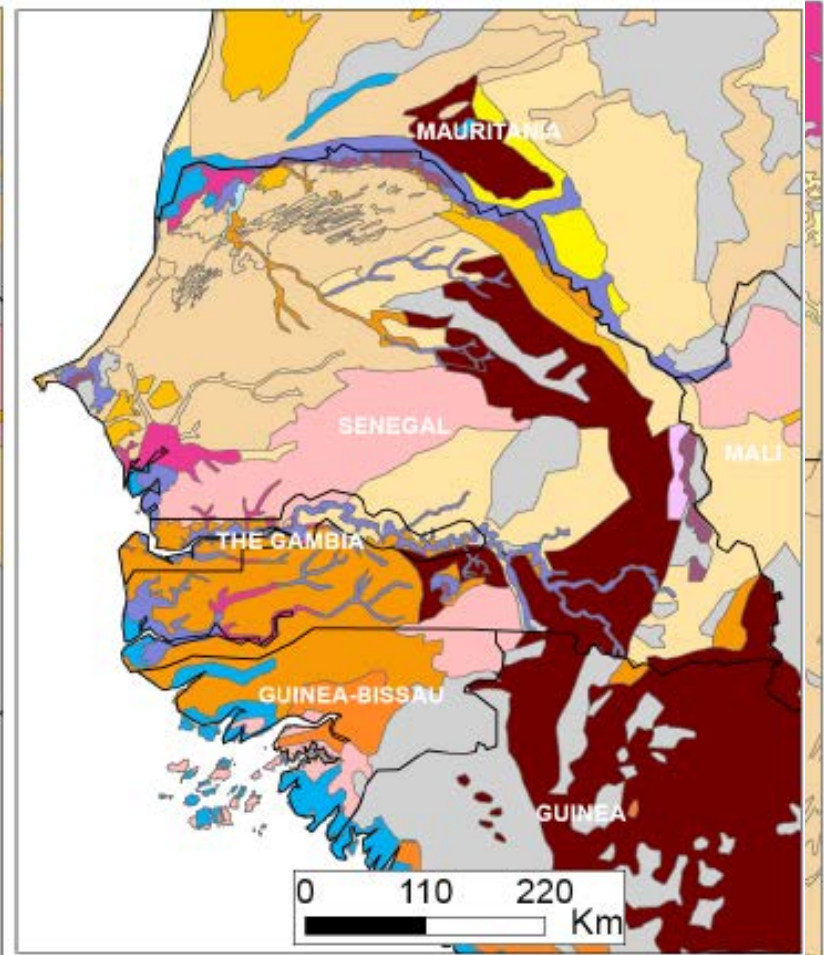 MAURITANIA
SENEGAL
MALI
THE GAMBIA
GUINEA-BISSAU
GUINEA
0 110 220
Km